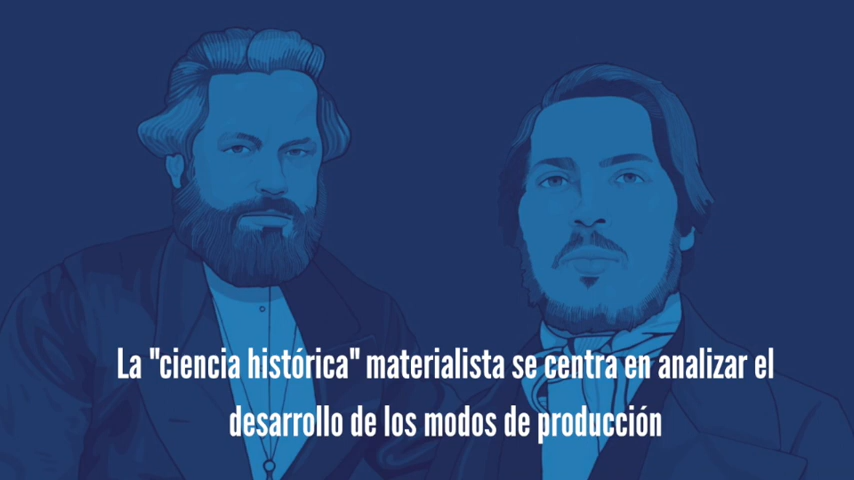 La "ciencia histórica" materialista se centra en analizar el
desarrollo de los modos de producción